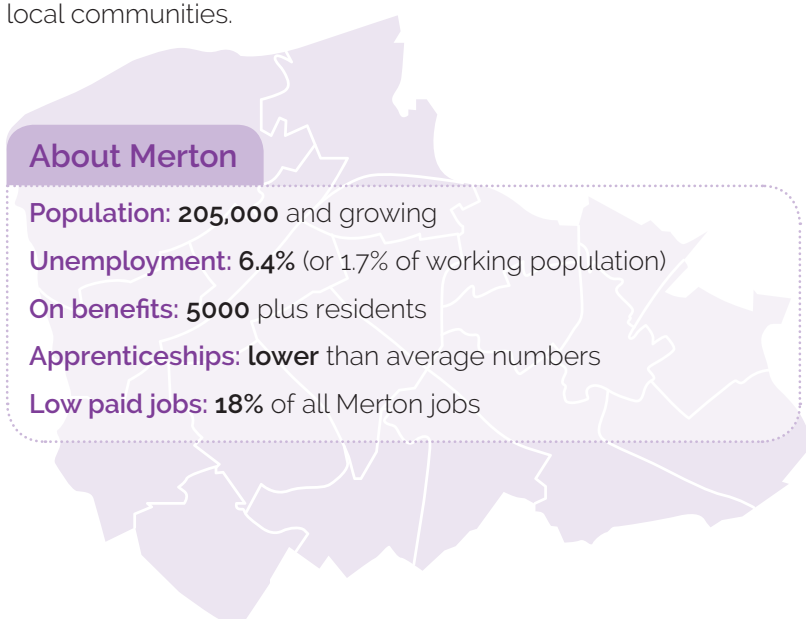 local communities.
About Merton
Population: 205,000 and growing
Unemployment: 6.4% (or 1.7% of working population)
On benefits: 5000 plus residents
Apprenticeships: lower than average numbers
Low paid jobs: 18% of all Merton jobs